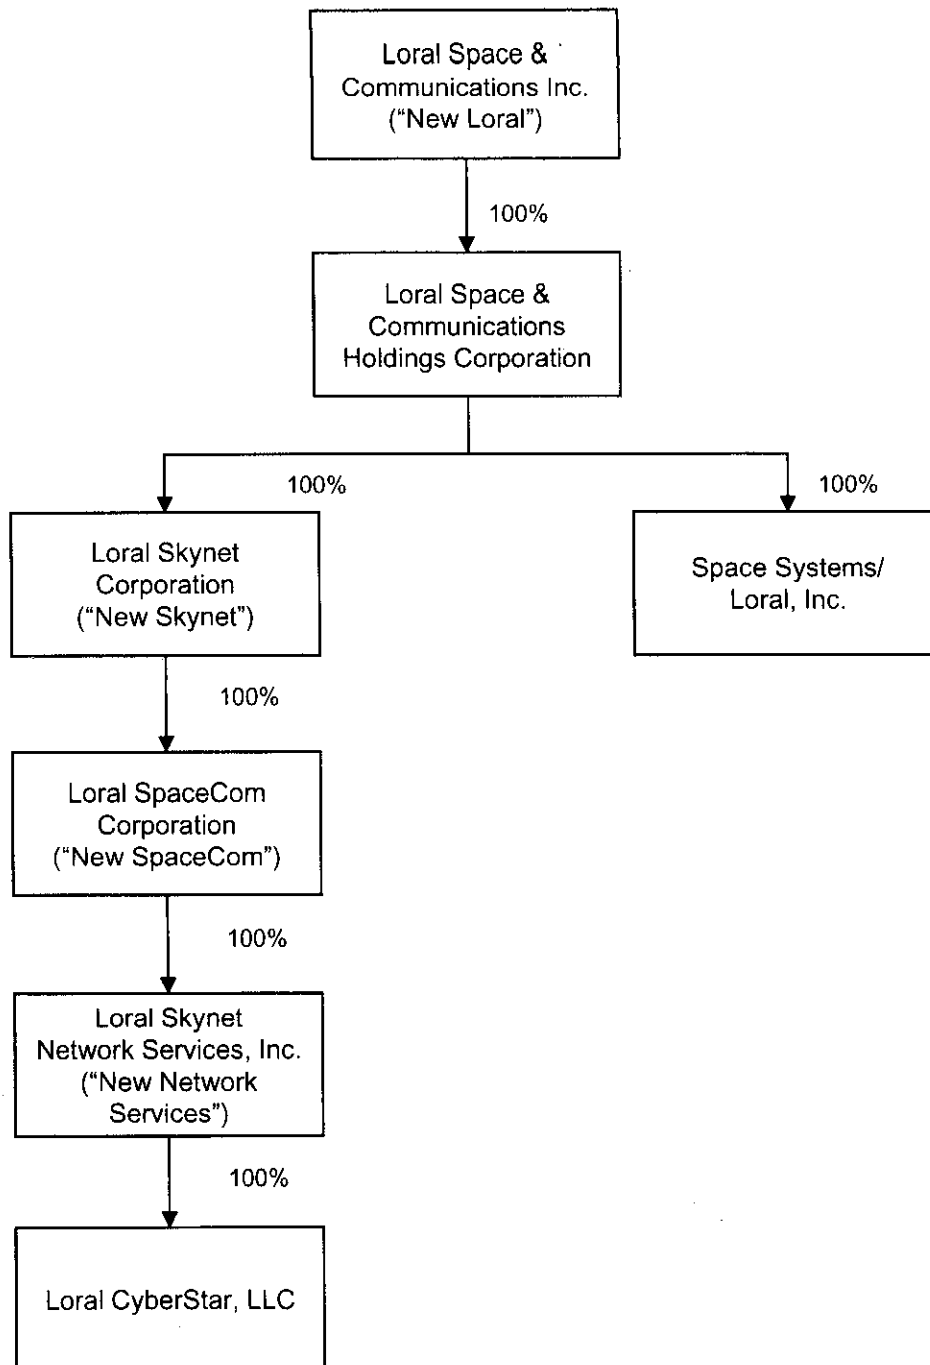 Loral Space &
Communications Inc.
(“New Loral”)
100%
Loral Space &
Communications
Holdings Corporation
100%
100%
Loral Skynet
Corporation
(“New Skynet”)
Space Systems/
Loral, Inc.
100%
Loral SpaceCom
Corporation
(“New SpaceCom”)
100%
Loral Skynet
Network Services, Inc.
(“New Network
Services”)
100%
Loral CyberStar, LLC